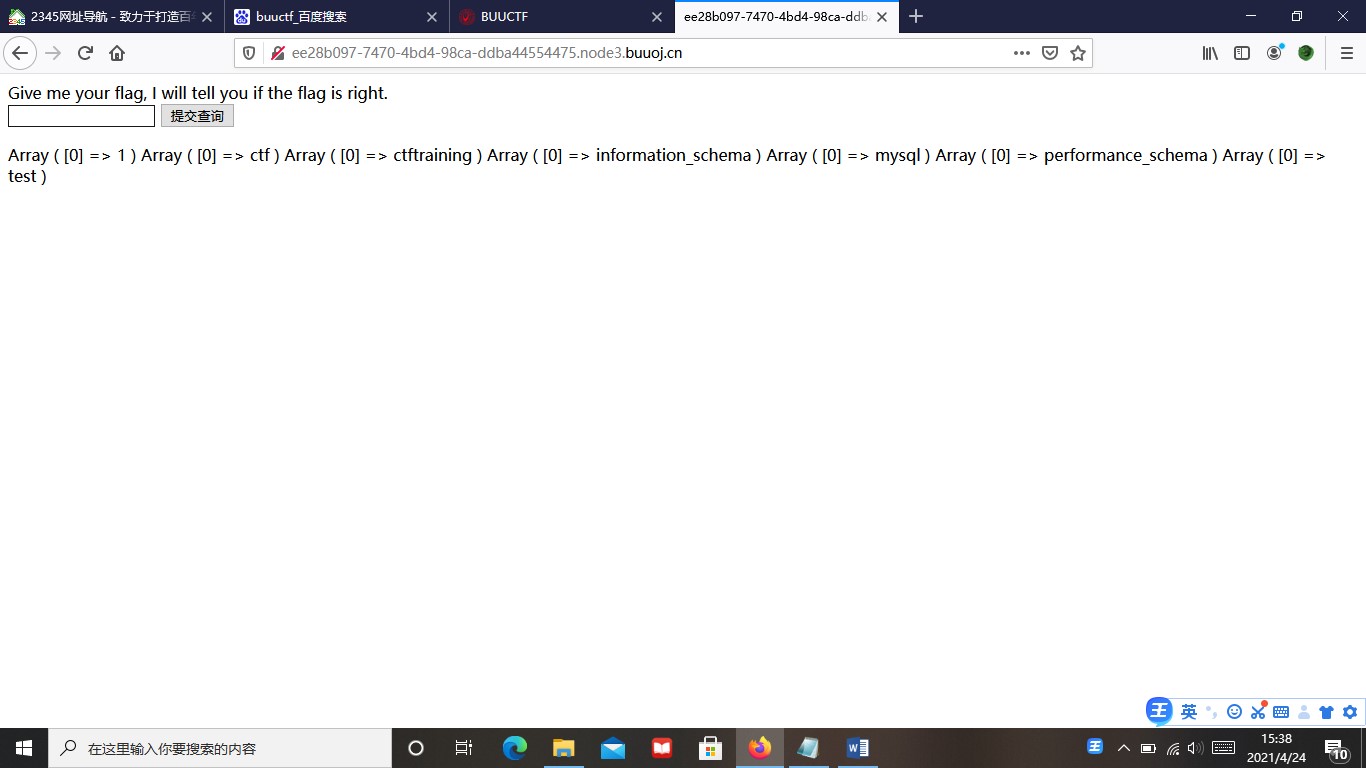 2345网址导航 - 致力于打造百年
buuctf_百度搜索
BUUCTF
ee28b097-7470-4bd4-98ca-ddba
ee28b097-7470-4bd4-98ca-ddba44554475.node3.buuoj.cn
Give me your flag, I will tell you if the flag is right.
提交查询
Array ( [0] => 1 ) Array ( [0] => ctf ) Array ( [0] => ctftraining ) Array ( [0] => information_schema ) Array ( [0] => mysql ) Array ( [0] => performance_schema ) Array ( [0] =>
test )
英
在这里输入你要搜索的内容
15:38
2021/4/24
10